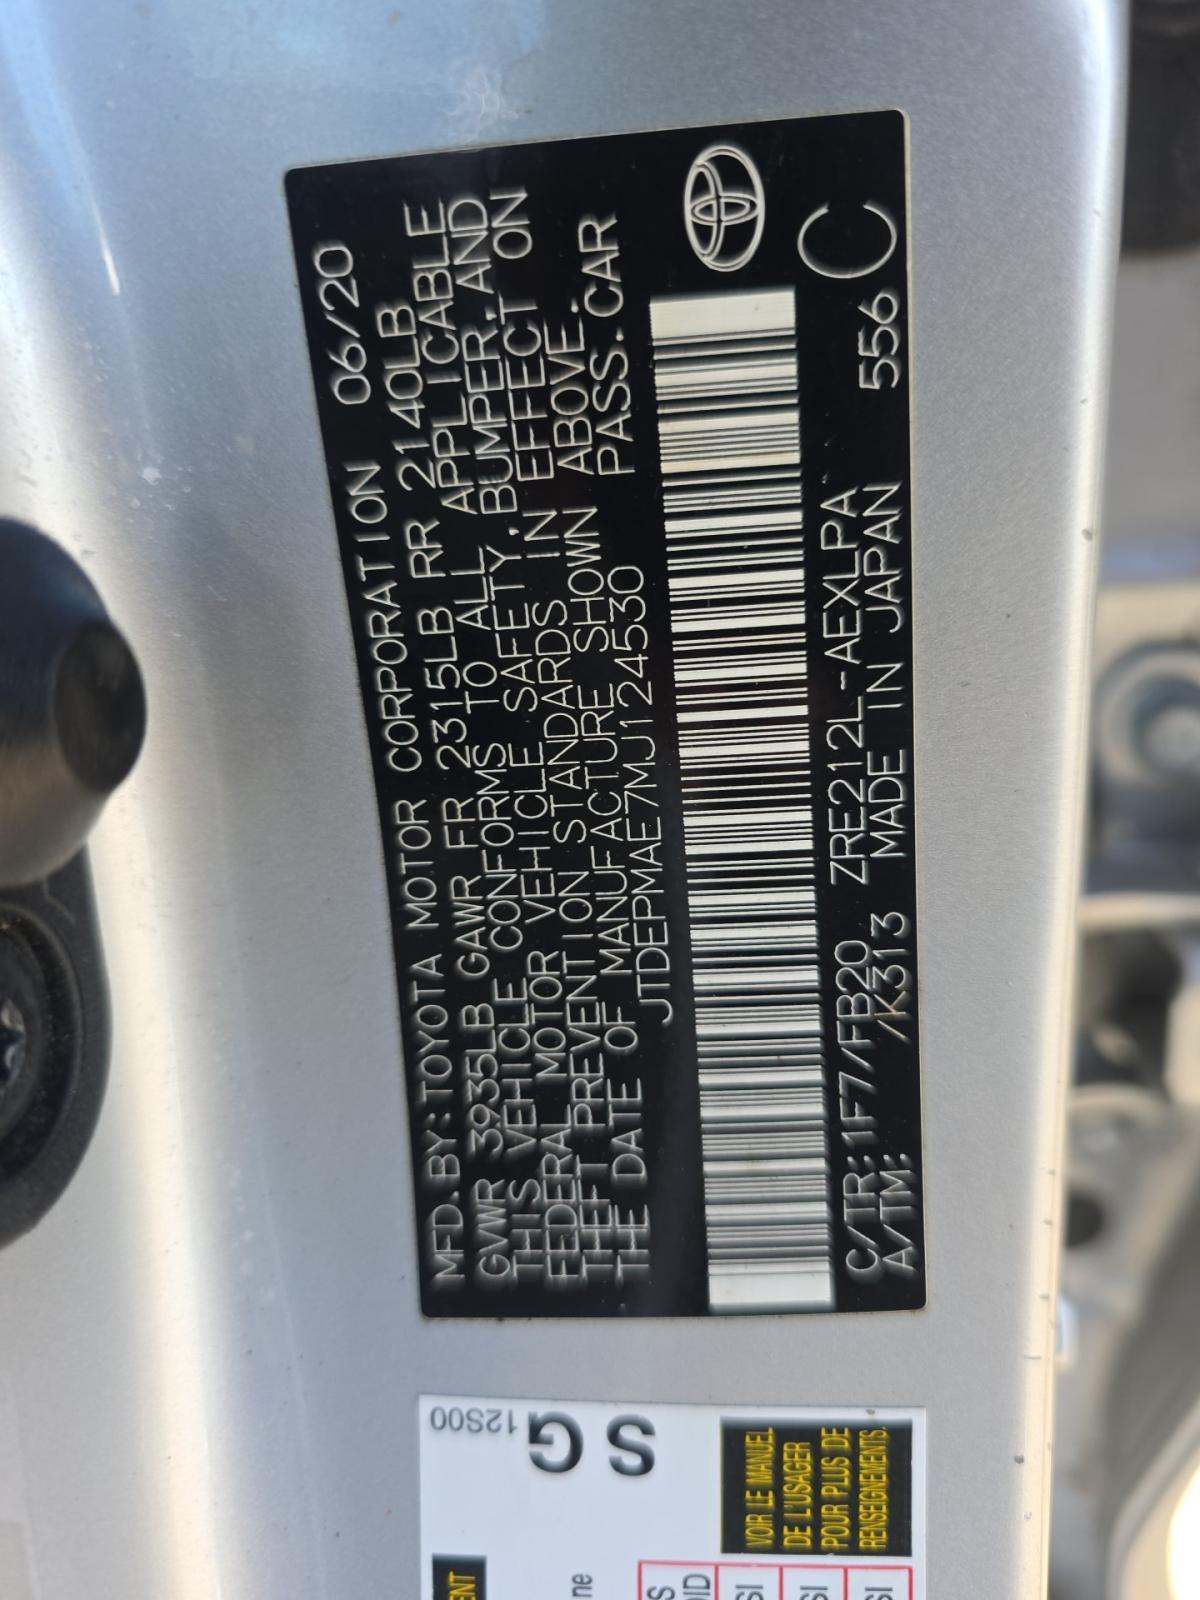 MFD.BY:TOYOTA MOTOR CORPORATION 06/20
GVWR 3935LB GAWR FR 2315LB RR 2140LB
THIS VEHICLE CONFORMS TO ALL APPLICABLE
FEDERAL MOTOR VEHICLE SAFETY, BUMPER, AND
THEFT PREVENTION STANDARDS IN EFFECT ON
THE DATE OF MANUFACTURE SHOWN ABOVE.
JTDEPMAE7MJ124530 PASS.CAR
C/TR:1F7/FB20 ZRE212L-AEXLPA
A/TM: /K313 MADE IN JAPAN 556
C
SG
12S00
VOIR LE MANUEL
DE L'USAGER
POUR PLUS DE
RENSEIGNEMENTS.